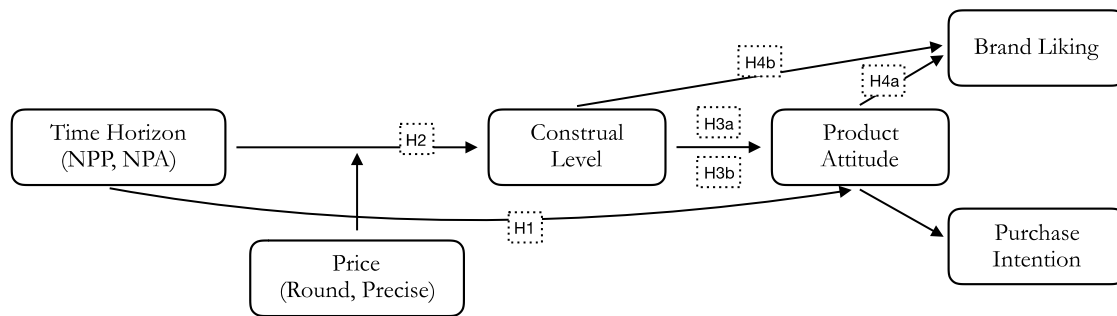 Brand Liking
H4b
H4a
Time Horizon
(NPP, NPA)
H2
Construal
Level
H3a
H3b
Product
Attitude
H1
Price
(Round, Precise)
Purchase
Intention